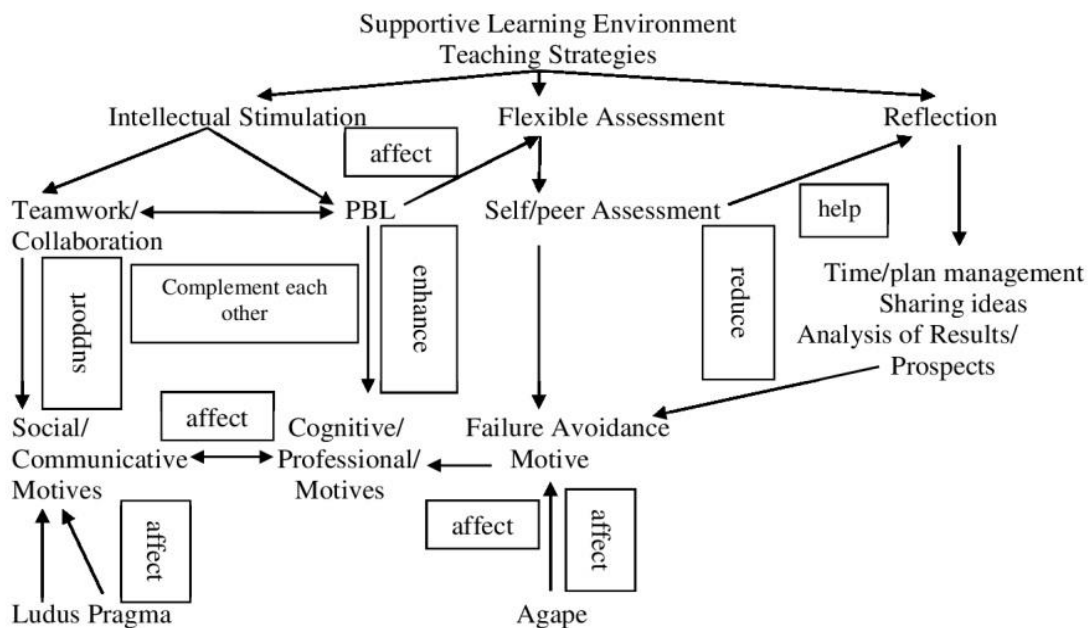 Supportive Learning Environment
Teaching Strategies
Intellectual Stimulation
Flexible Assessment
Reflection
affect
Teamwork/
Collaboration
PBL
Self/peer Assessment
help
support
Complement each
other
enhance
reduce
Time/plan management
Sharing ideas
Analysis of Results/
Prospects
affect
Social/
Communicative
Motives
Cognitive/
Professional/
Motives
Failure Avoidance
Motive
affect
affect
affect
Ludus Pragma
Agape